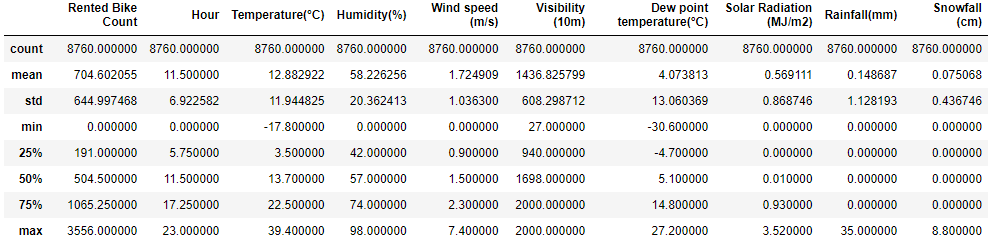 Rented Bike Count Hour Temperature(°C) Humidity(%) Wind speed (m/s) Visibility (10m) Dew point temperature(°C) Solar Radiation (MJ/m2) Rainfall(mm) Snowfall (cm)
count 8760.000000 8760.000000 8760.000000 8760.000000 8760.000000 8760.000000 8760.000000 8760.000000 8760.000000 8760.000000
mean 704.602055 11.500000 12.882922 58.226256 1.724909 1436.825799 4.073813 0.569111 0.148687 0.075068
std 644.997468 6.922582 11.944825 20.362413 1.036300 608.298712 13.060369 0.868746 1.128193 0.436746
min 0.000000 0.000000 -17.800000 0.000000 0.000000 27.000000 -30.600000 0.000000 0.000000 0.000000
25% 191.000000 5.750000 3.500000 42.000000 0.900000 940.000000 -4.700000 0.000000 0.000000 0.000000
50% 504.500000 11.500000 13.700000 57.000000 1.500000 1698.000000 5.100000 0.010000 0.000000 0.000000
75% 1065.250000 17.250000 22.500000 74.000000 2.300000 2000.000000 14.800000 0.930000 0.000000 0.000000
max 3556.000000 23.000000 39.400000 98.000000 7.400000 2000.000000 27.200000 3.520000 35.000000 8.800000